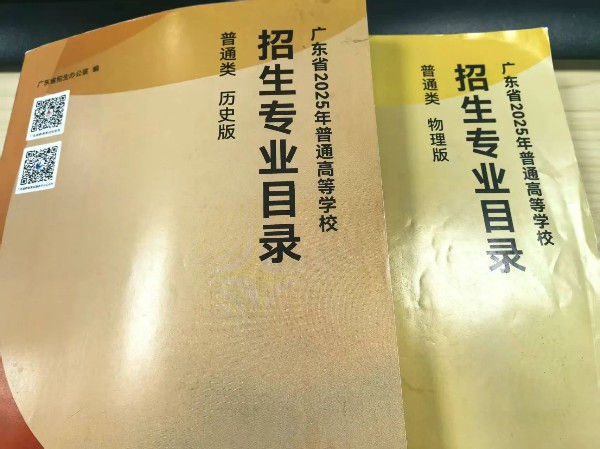 广东省2025年普通高等学校
招生专业目录
普通类 历史版
广东省招生办公室 编
广东省2025年普通高等学校
招生专业目录
普通类 物理版